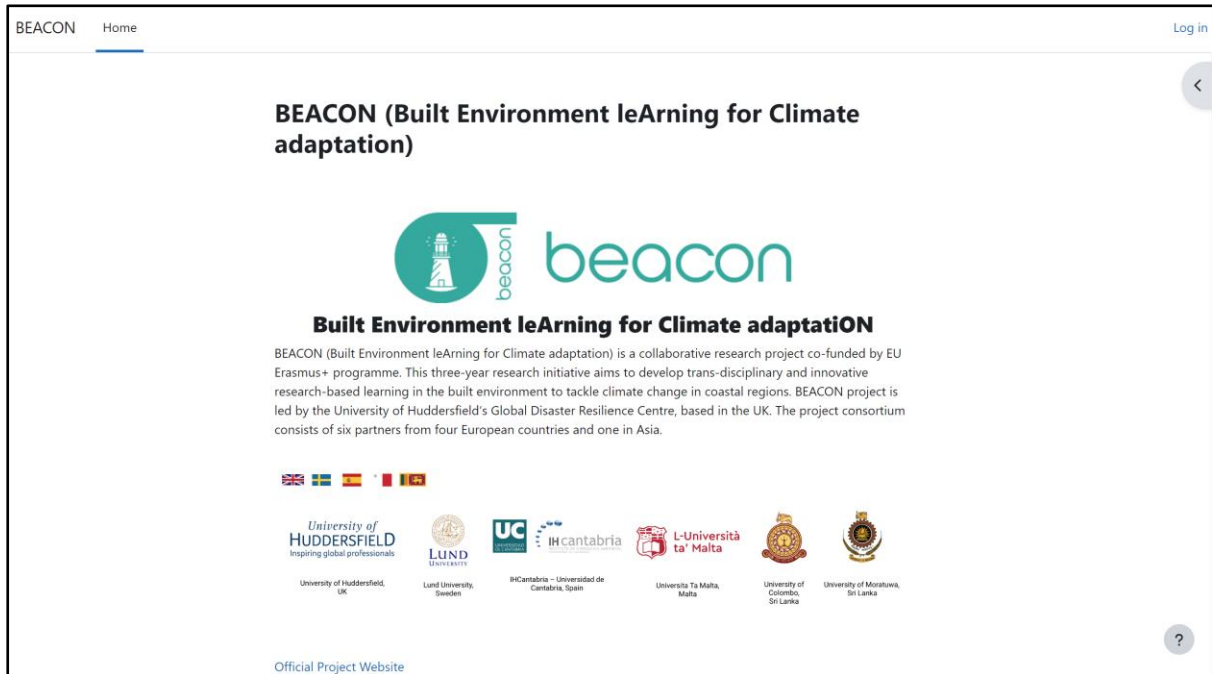 BEACON Home Log in
BEACON (Built Environment leArning for Climate
adaptation)
beacon beacon
Built Environment leArning for Climate adaptatiON
BEACON (Built Environment leArning for Climate adaptation) is a collaborative research project co-funded by EU
Erasmus+ programme. This three-year research initiative aims to develop trans-disciplinary and innovative
research-based learning in the built environment to tackle climate change in coastal regions. BEACON project is
led by the University of Huddersfield's Global Disaster Resilience Centre, based in the UK. The project consortium
consists of six partners from four European countries and one in Asia.
University of
HUDDERSFIELD
Inspiring global professionals
University of Huddersfield,
UK
LUND
UNIVERSITY
Lund University,
Sweden
UC
IHcantabria
IHCantabria – Universidad de
Cantabria, Spain
L-Università
ta' Malta
Universita Ta Malta,
Malta
University of
Colombo,
Sri Lanka
University of Moratuwa,
Sri Lanka
?
Official Project Website